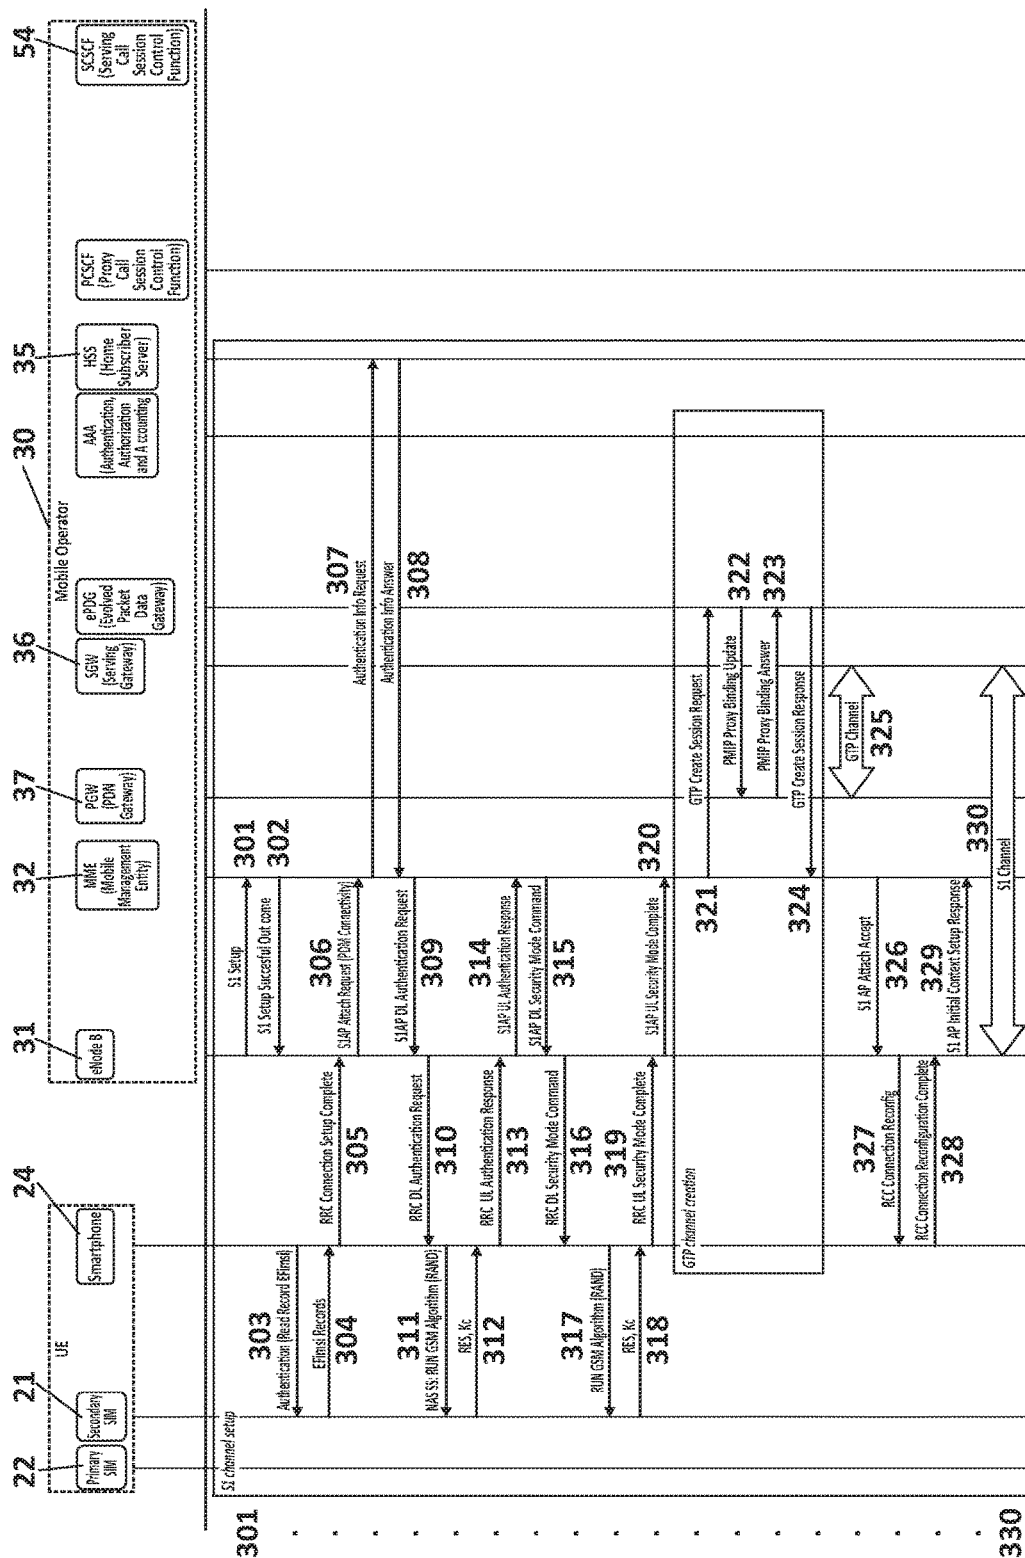 22
21
24
31
32
37
36
30
35
54
UE
Mobile Operator
Primary
SIM
Secondary
SIM
Smartphone
eNode B
MME
(Mobile
Management
Entity)
PGW
(PDN
Gateway)
SGW
(Serving
Gateway)
ePDG
(Evolved
Packet
Data
Gateway)
AAA
(Authentication,
Authorization
and A ccounting
HSS
(Home
Subscriber
Server)
PCSCF
(Proxy
Call
Session
Control
Function)
SCSCF
(Serving
Call
Session
Control
Function)
301
S1 channel setup
S1 Setup
301
S1 Setup Succesful Out come
302
303
Authentication (Read Record EFimsi)
EFimsi Records
304
RRC Connection Setup Complete
305
306
S1AP Attach Request (PDM Connectivity)
307
Authentication Info Request
Authentication Info Answer
308
S1AP DL Authentication Request
309
RRC DL Authentication Request
310
311
NAS SS: RUN GSM Algorithm (RAND)
RES, Kc
312
RRC UL Authentication Response
313
314
S1AP UL Authentication Response
S1AP DL Security Mode Command
315
RRC DL Security Mode Command
316
317
RUN GSM Algorithm (RAND)
RES, Kc
318
319
RRC UL Security Mode Complete
320
S1AP UL Security Mode Complete
GTP channel creation
321
GTP Create Session Request
322
PMIP Proxy Binding Update
323
PMIP Proxy Binding Answer
324
GTP Create Session Response
GTP Channel
325
S1 AP Attach Accept
326
327
RCC Connection Reconfig
RCC Connection Reconfiguration Complete
328
329
S1 AP Initial Context Setup Response
330
S1 Channel
330